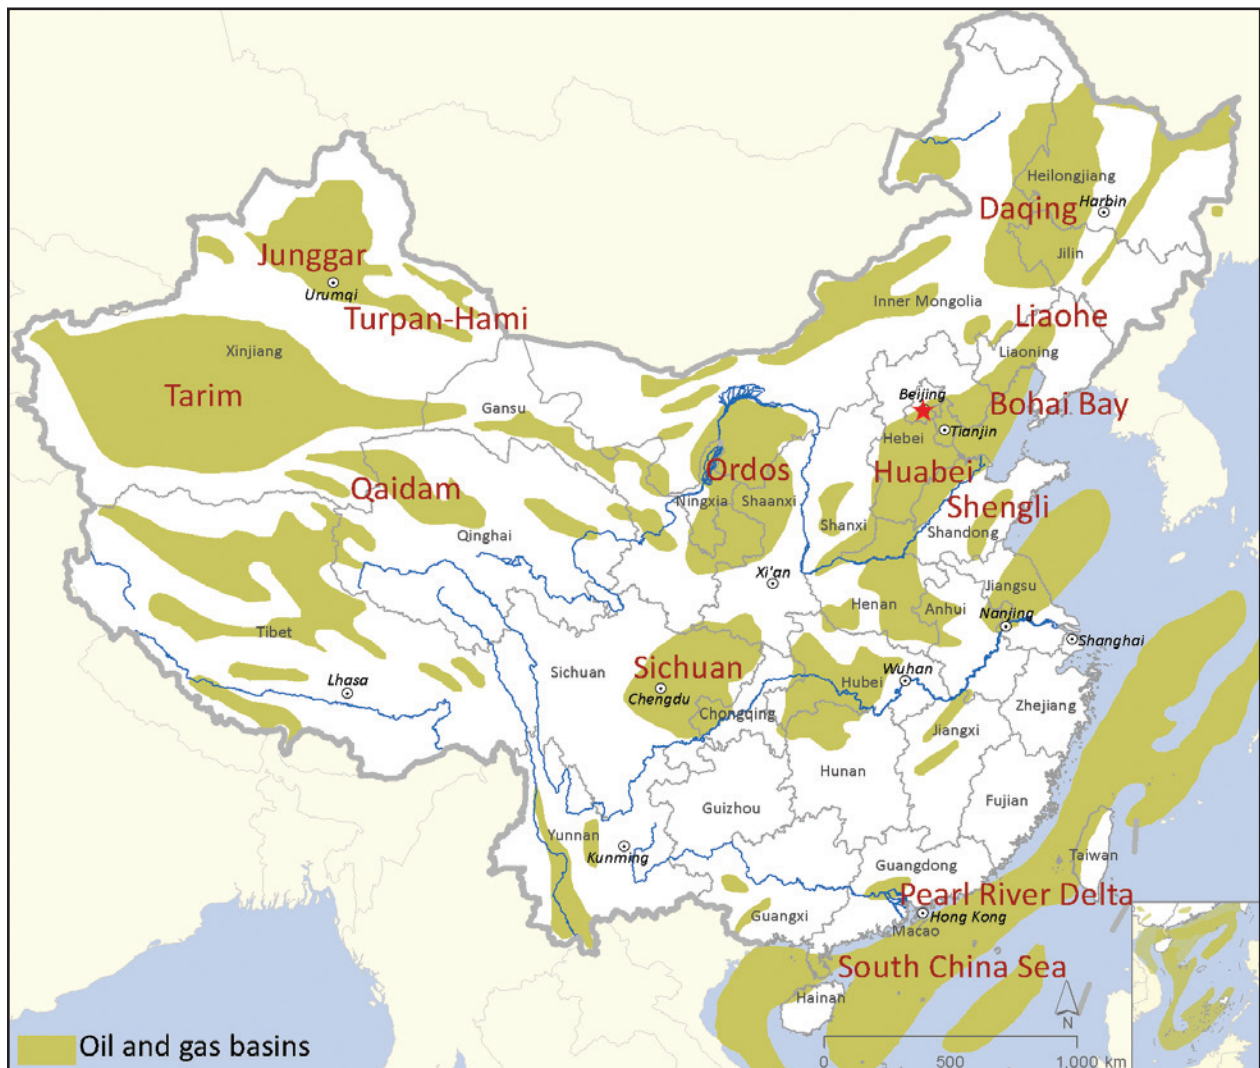 Heilongjiang
Daqing
Harbin
Jilin
Junggar
Urumqi
Turpan-Hami
Inner Mongolia
Liaohe
Liaoning
Xinjiang
Tarim
Gansu
Beijing
Bohai Bay
Tianjin
Hebei
Ordos
Huabei
Qaidam
Ningxia
Shaanxi
Shengli
Shanxi
Shandong
Qinghai
Xi'an
Jiangsu
Henan
Anhui
Nanjing
Tibet
Shanghai
Sichuan
Sichuan
Wuhan
Lhasa
Chengdu
Hubei
Chongqing
Zhejiang
Jiangxi
Hunan
Guizhou
Fujian
Yunnan
Kunming
Guangdong
Taiwan
Pearl River Delta
Guangxi
Hong Kong
Macao
South China Sea
Hainan
N
Oil and gas basins
0 500 1,000 km